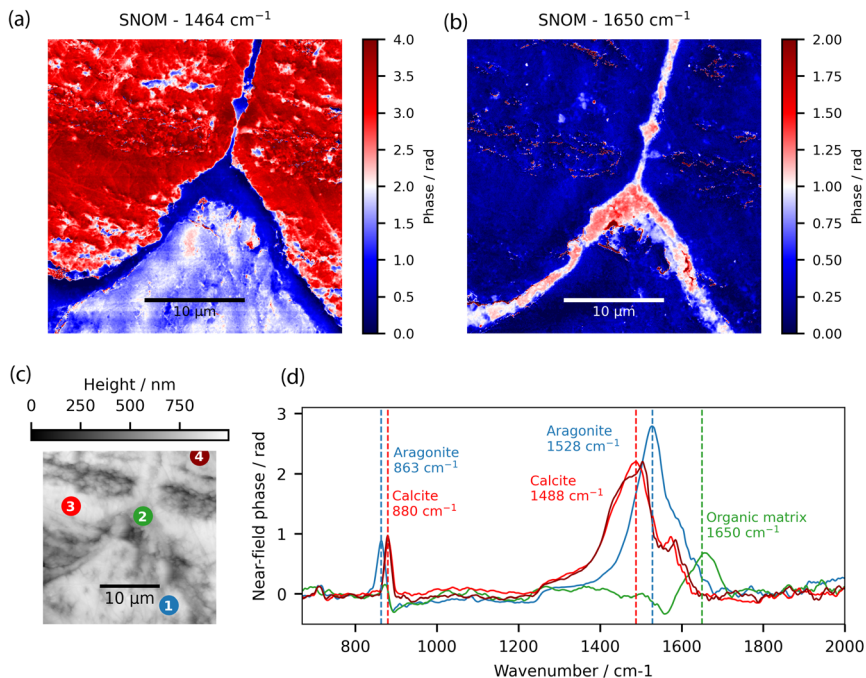 (a)
SNOM - 1464 cm⁻¹
4.0
3.5
3.0
2.5
2.0
1.5
1.0
0.5
0.0
Phase / rad
10 μm
(b)
SNOM - 1650 cm⁻¹
2.00
1.75
1.50
1.25
1.00
0.75
0.50
0.25
0.00
Phase / rad
10 μm
(c)
Height / nm
0 250 500 750
4
3
2
10 μm
1
(d)
Near-field phase / rad
3
2
1
0
Aragonite
863 cm⁻¹
Calcite
880 cm⁻¹
Aragonite
1528 cm⁻¹
Calcite
1488 cm⁻¹
Organic matrix
1650 cm⁻¹
800 1000 1200 1400 1600 1800 2000
Wavenumber / cm-1